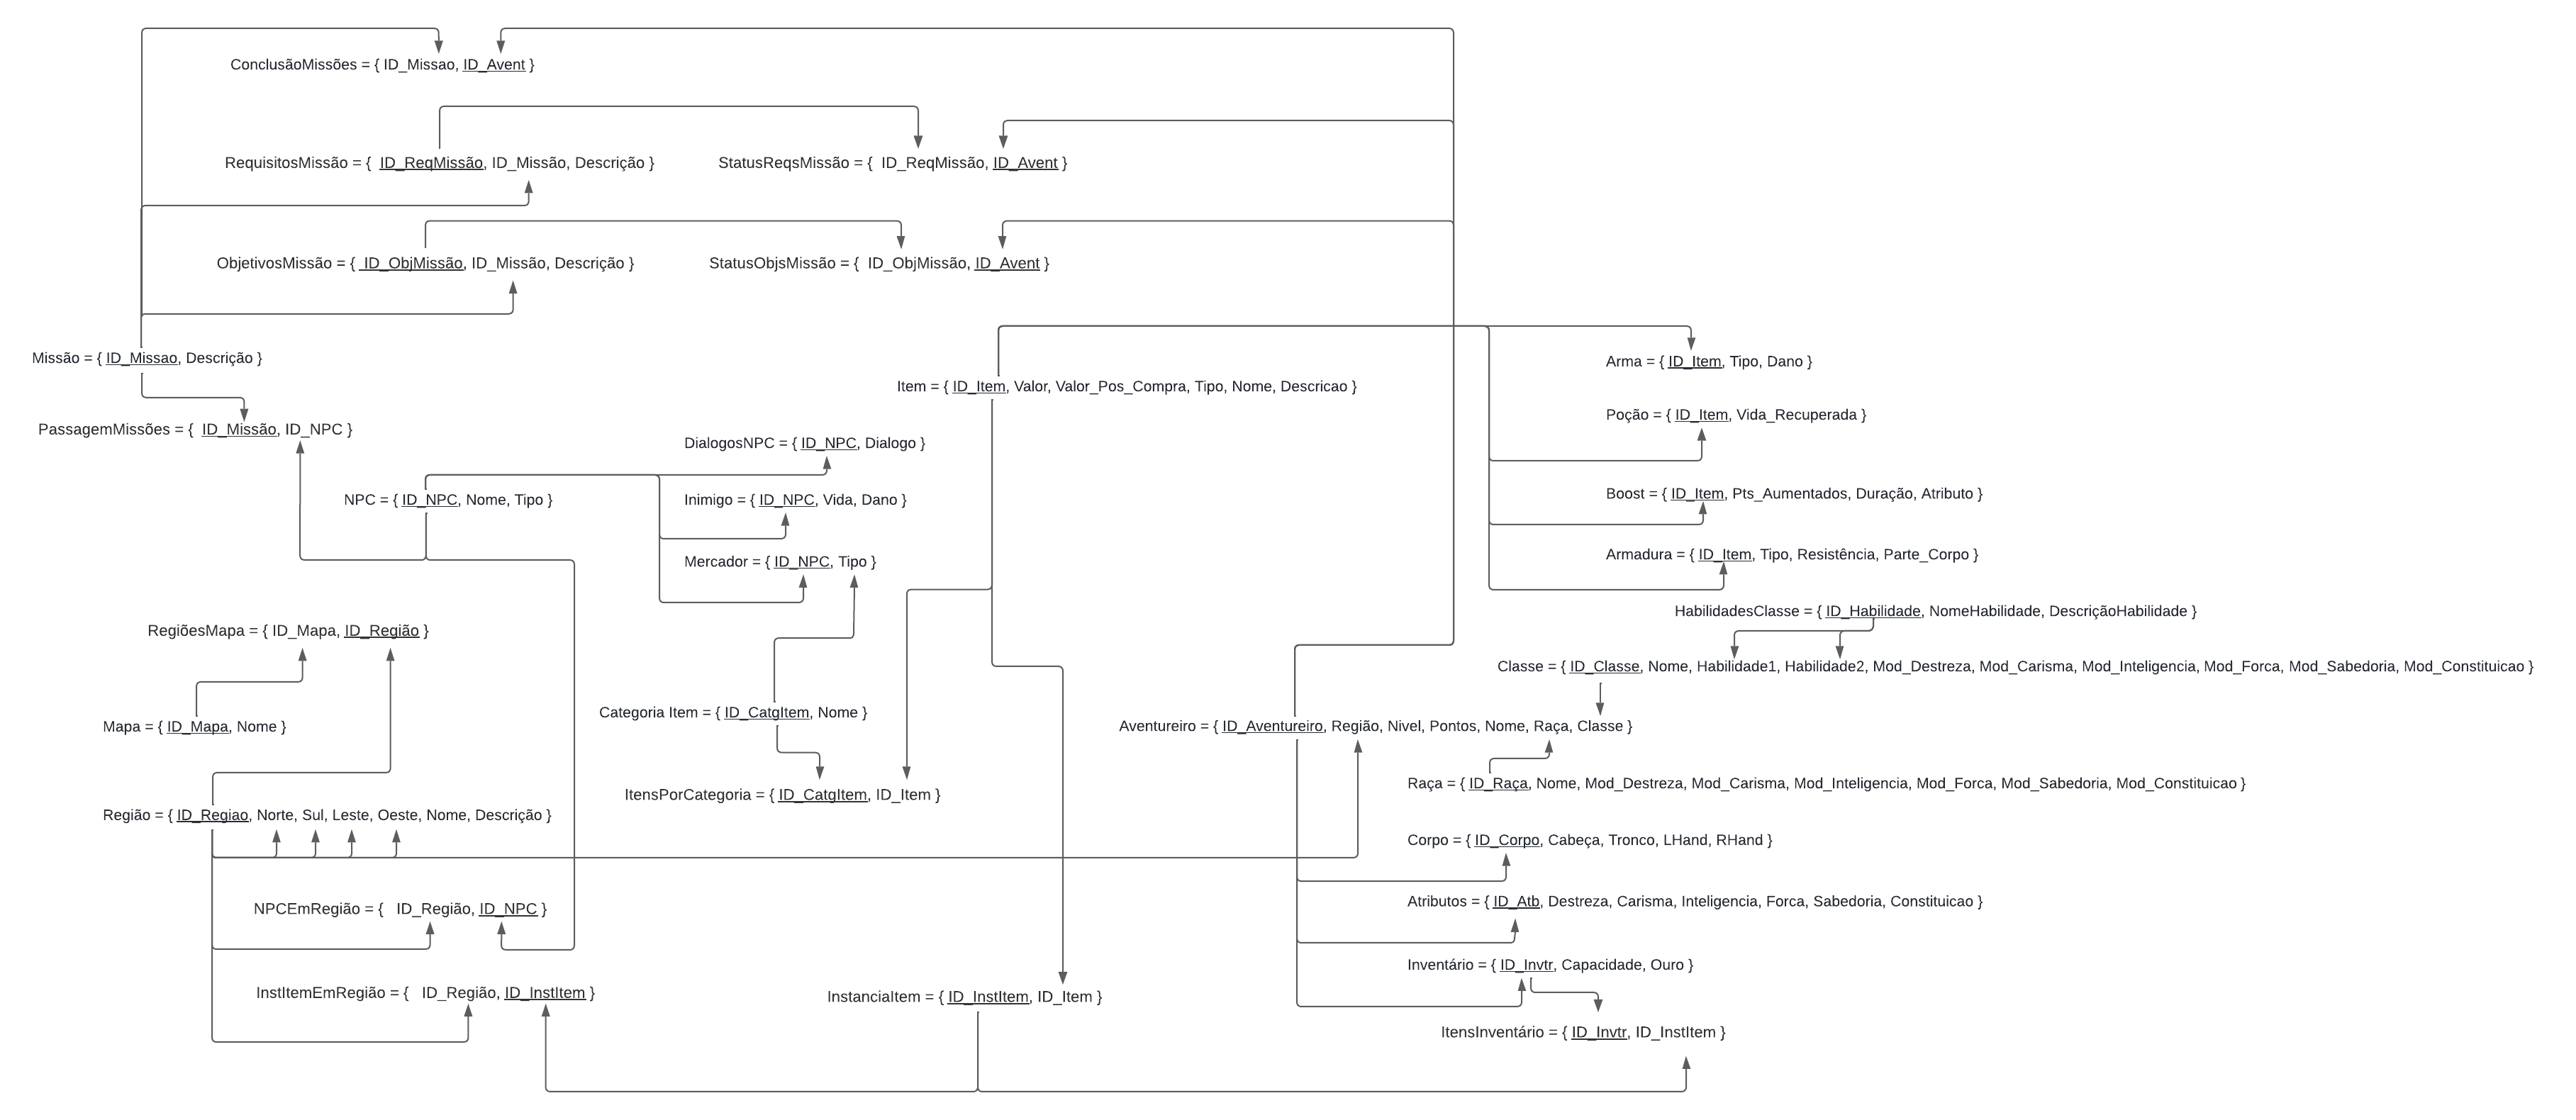 ConclusãoMissões = { ID_Missao, ID_Avent }
RequisitosMissão = { ID_ReqMissão, ID_Missão, Descrição }
StatusReqsMissão = { ID_ReqMissão, ID_Avent }
ObjetivosMissão = { ID_ObjMissão, ID_Missão, Descrição }
StatusObjsMissão = { ID_ObjMissão, ID_Avent }
Missão = { ID_Missao, Descrição }
PassagemMissões = { ID_Missão, ID_NPC }
Item = { ID_Item, Valor, Valor_Pos_Compra, Tipo, Nome, Descricao }
Arma = { ID_Item, Tipo, Dano }
Poção = { ID_Item, Vida_Recuperada }
Boost = { ID_Item, Pts_Aumentados, Duração, Atributo }
Armadura = { ID_Item, Tipo, Resistência, Parte_Corpo }
DialogosNPC = { ID_NPC, Dialogo }
NPC = { ID_NPC, Nome, Tipo }
Inimigo = { ID_NPC, Vida, Dano }
Mercador = { ID_NPC, Tipo }
HabilidadesClasse = { ID_Habilidade, NomeHabilidade, DescriçãoHabilidade }
RegiõesMapa = { ID_Mapa, ID_Região }
Classe = { ID_Classe, Nome, Habilidade1, Habilidade2, Mod_Destreza, Mod_Carisma, Mod_Inteligencia, Mod_Forca, Mod_Sabedoria, Mod_Constituicao }
Mapa = { ID_Mapa, Nome }
Categoria Item = { ID_CatgItem, Nome }
Aventureiro = { ID_Aventureiro, Região, Nivel, Pontos, Nome, Raça, Classe }
ItensPorCategoria = { ID_CatgItem, ID_Item }
Raça = { ID_Raça, Nome, Mod_Destreza, Mod_Carisma, Mod_Inteligencia, Mod_Forca, Mod_Sabedoria, Mod_Constituicao }
Região = { ID_Regiao, Norte, Sul, Leste, Oeste, Nome, Descrição }
Corpo = { ID_Corpo, Cabeça, Tronco, LHand, RHand }
NPCEmRegião = { ID_Região, ID_NPC }
Atributos = { ID_Atb, Destreza, Carisma, Inteligencia, Forca, Sabedoria, Constituicao }
Inventário = { ID_Invtr, Capacidade, Ouro }
InstItemEmRegião = { ID_Região, ID_InstItem }
InstanciaItem = { ID_InstItem, ID_Item }
ItensInventário = { ID_Invtr, ID_InstItem }